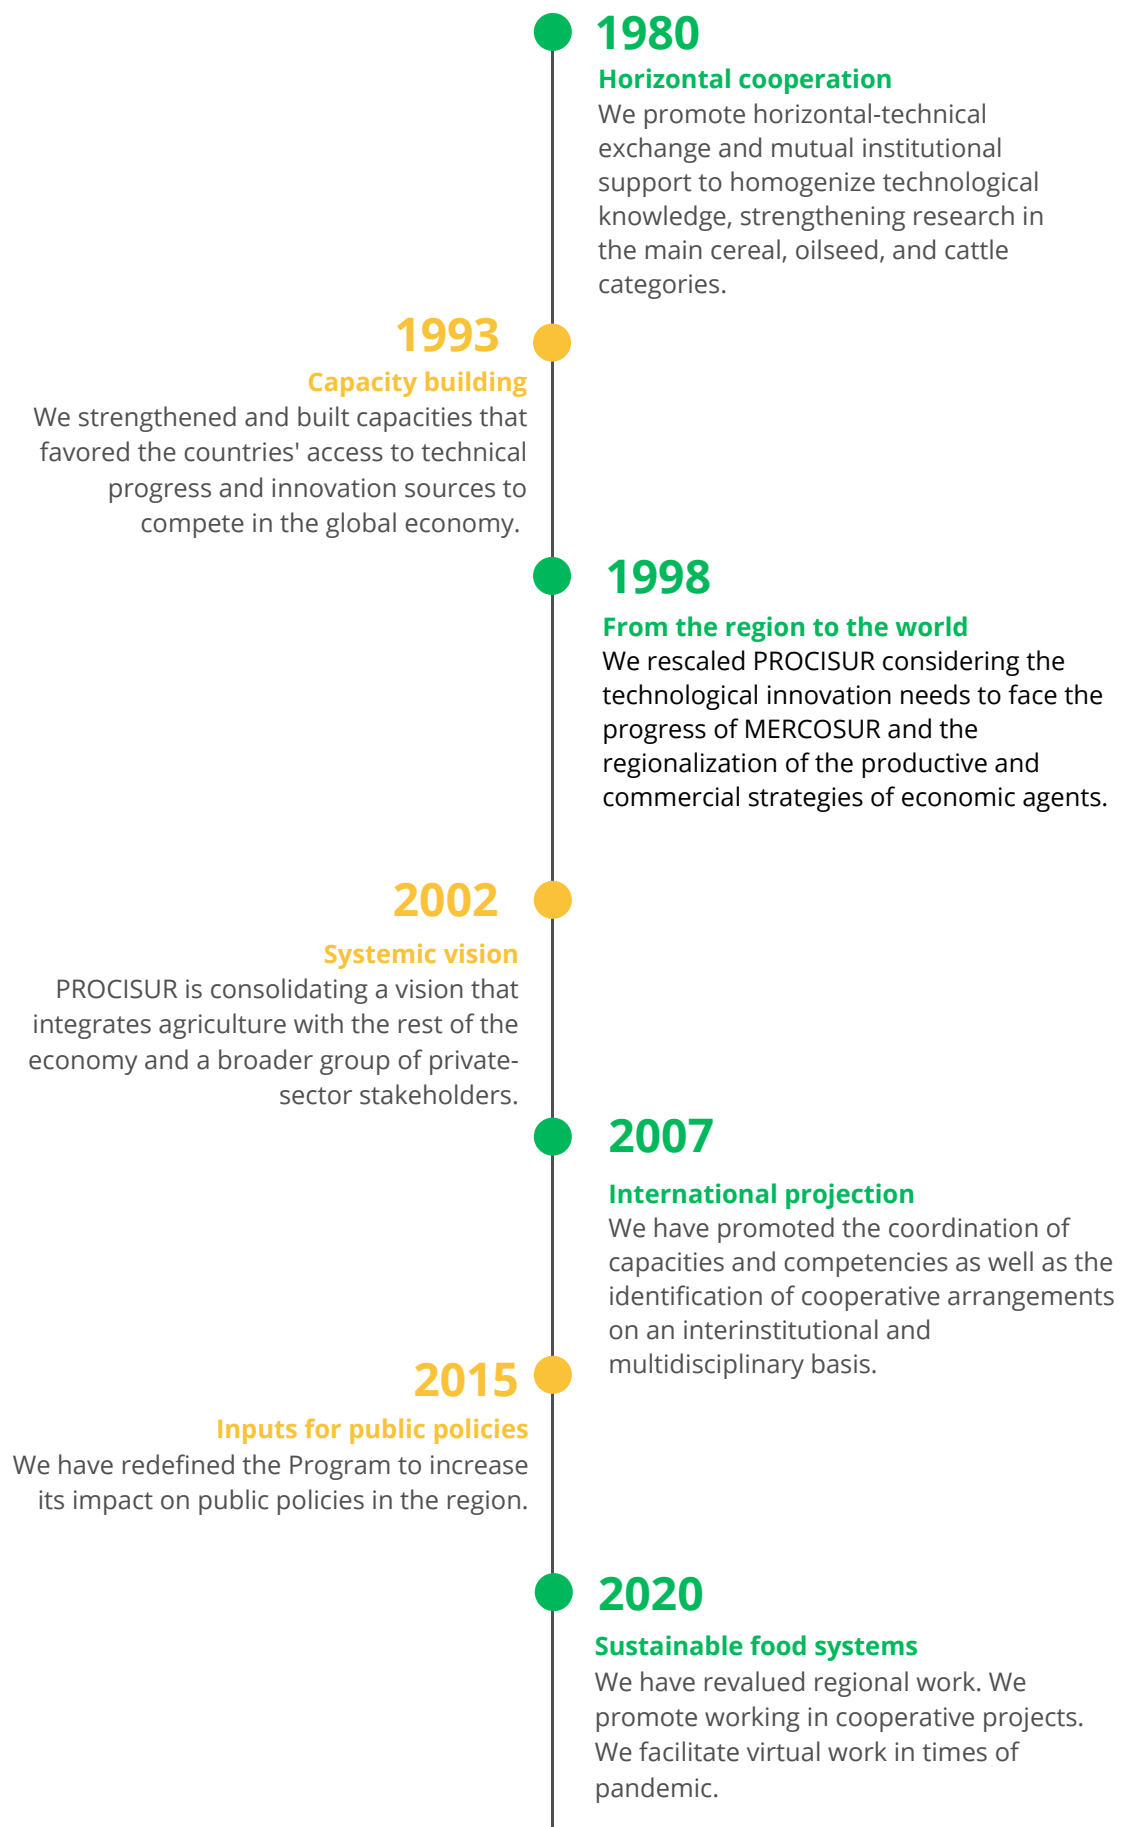 1980
Horizontal cooperation
We promote horizontal-technical
exchange and mutual institutional
support to homogenize technological
knowledge, strengthening research in
the main cereal, oilseed, and cattle
categories.
1993
Capacity building
We strengthened and built capacities that
favored the countries' access to technical
progress and innovation sources to
compete in the global economy.
1998
From the region to the world
We rescaled PROCISUR considering the
technological innovation needs to face the
progress of MERCOSUR and the
regionalization of the productive and
commercial strategies of economic agents.
2002
Systemic vision
PROCISUR is consolidating a vision that
integrates agriculture with the rest of the
economy and a broader group of private-
sector stakeholders.
2007
International projection
We have promoted the coordination of
capacities and competencies as well as the
identification of cooperative arrangements
on an interinstitutional and
multidisciplinary basis.
2015
Inputs for public policies
We have redefined the Program to increase
its impact on public policies in the region.
2020
Sustainable food systems
We have revalued regional work. We
promote working in cooperative projects.
We facilitate virtual work in times of
pandemic.